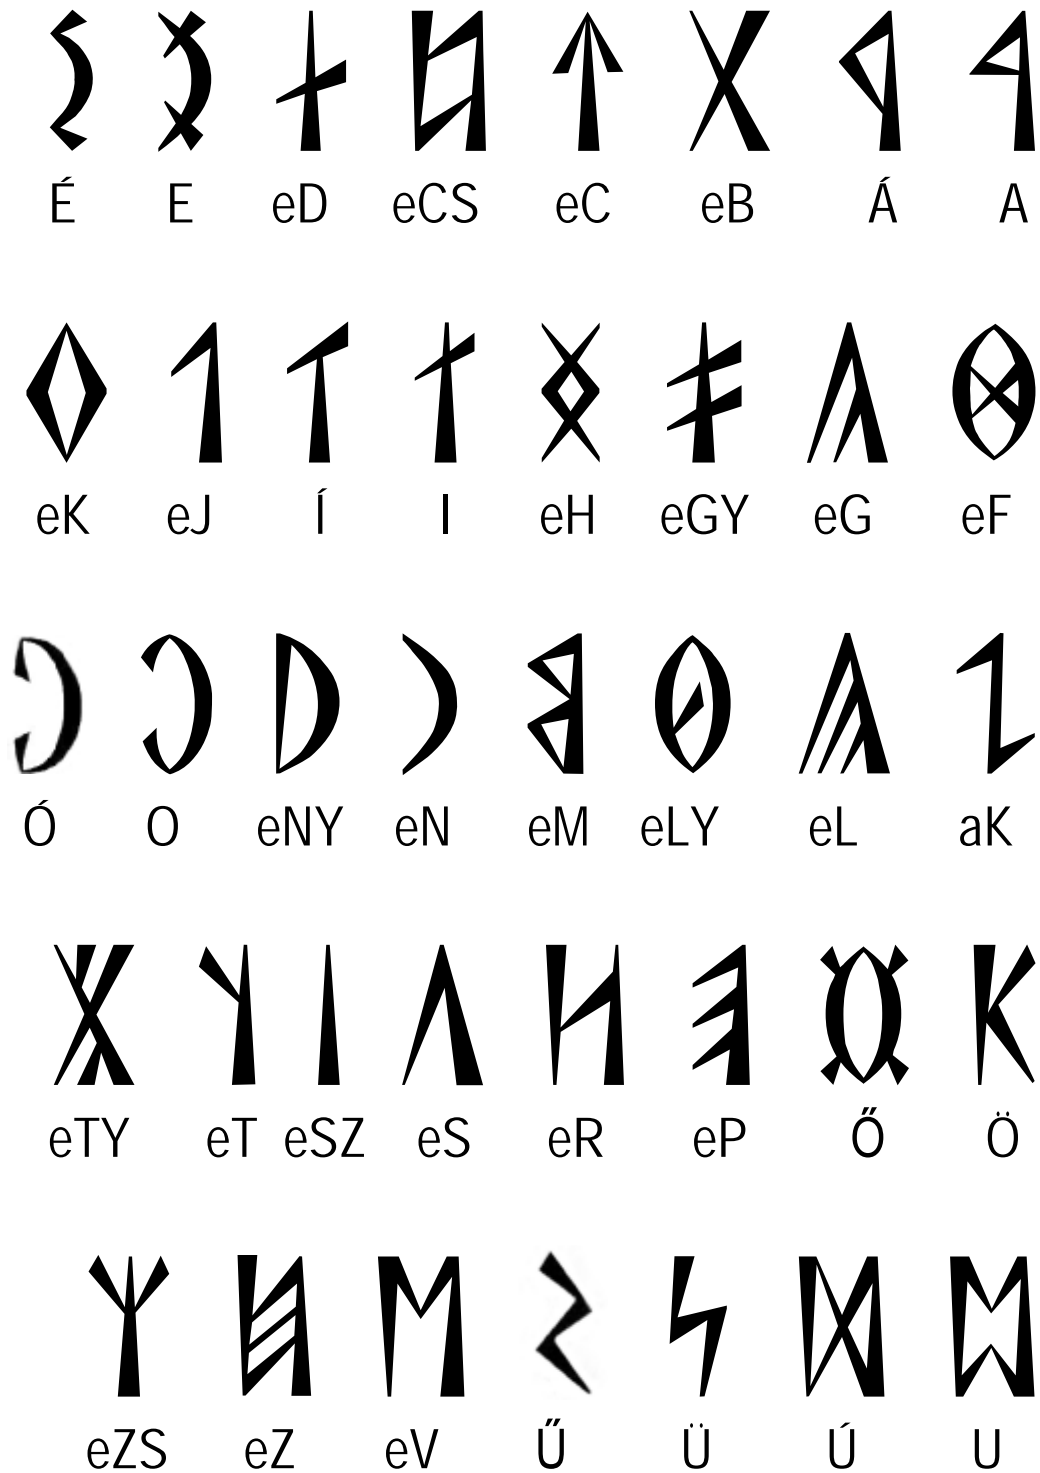 𐲀 𐲁 𐲂 𐲄 𐲆 𐲇 𐲉 𐲋
É E eD eCS eC eB Á A
𐲌 𐲍 𐲎 𐲏 𐲐 𐲑 𐲒 𐲓
eK eJ Í I eH eGY eG eF
𐲔 𐲖 𐲗 𐲘 𐲙 𐲚 𐲛 𐲜
Ó O eNY eN eM eLY eL aK
𐲞 𐲟 𐲠 𐲢 𐲤 𐲥 𐲦 𐲨
eTY eT eSZ eS eR eP Ő Ö
𐲪 𐲫 𐲭 𐲬 𐲮 𐲯 𐲰
eZS eZ eV Ű Ü Ú U